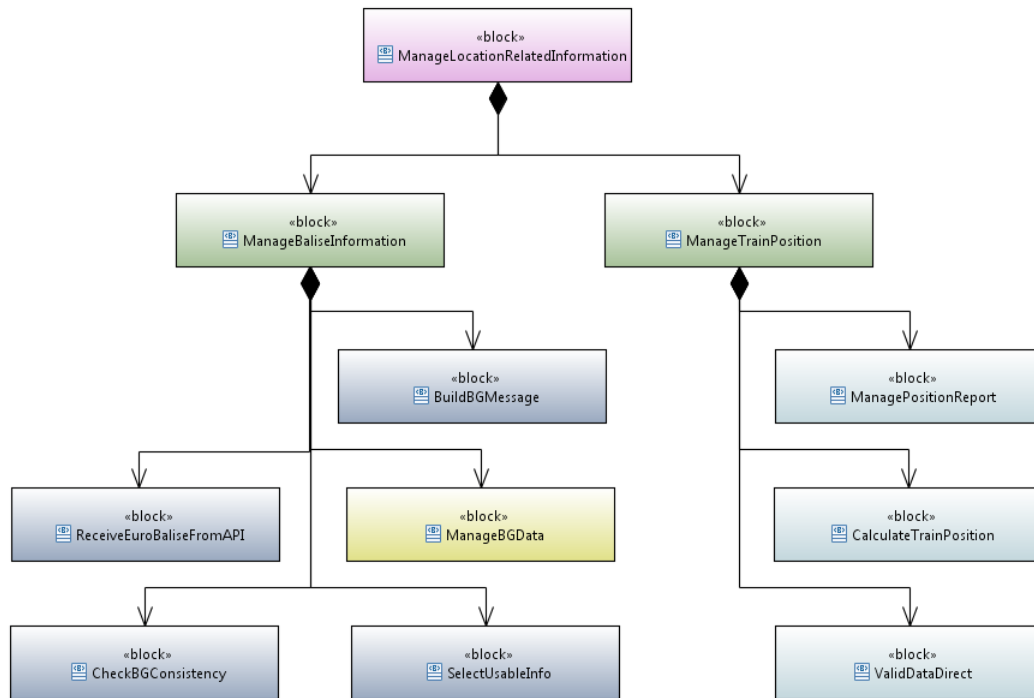 «block»
ManageLocationRelatedInformation
«block»
ManageBaliseInformation
«block»
ManageTrainPosition
«block»
BuildBGMessage
«block»
ManagePositionReport
«block»
ReceiveEuroBaliseFromAPI
«block»
ManageBGData
«block»
CalculateTrainPosition
«block»
CheckBGConsistency
«block»
SelectUsableInfo
«block»
ValidDataDirect